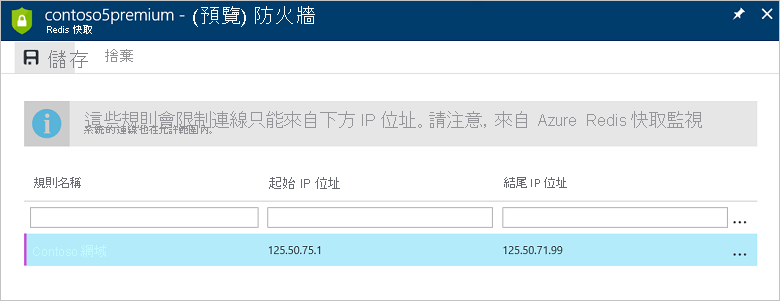 contoso5premium - (預覽) 防火牆
Redis 快取
儲存 捨棄
這些規則會限制連線只能來自下方 IP 位址。請注意, 來自 Azure Redis 快取監視
系統的連線也在允許範圍內。
規則名稱 起始 IP 位址 結尾 IP 位址
...
Contoso 網域 125.50.75.1 125.50.71.99 ...